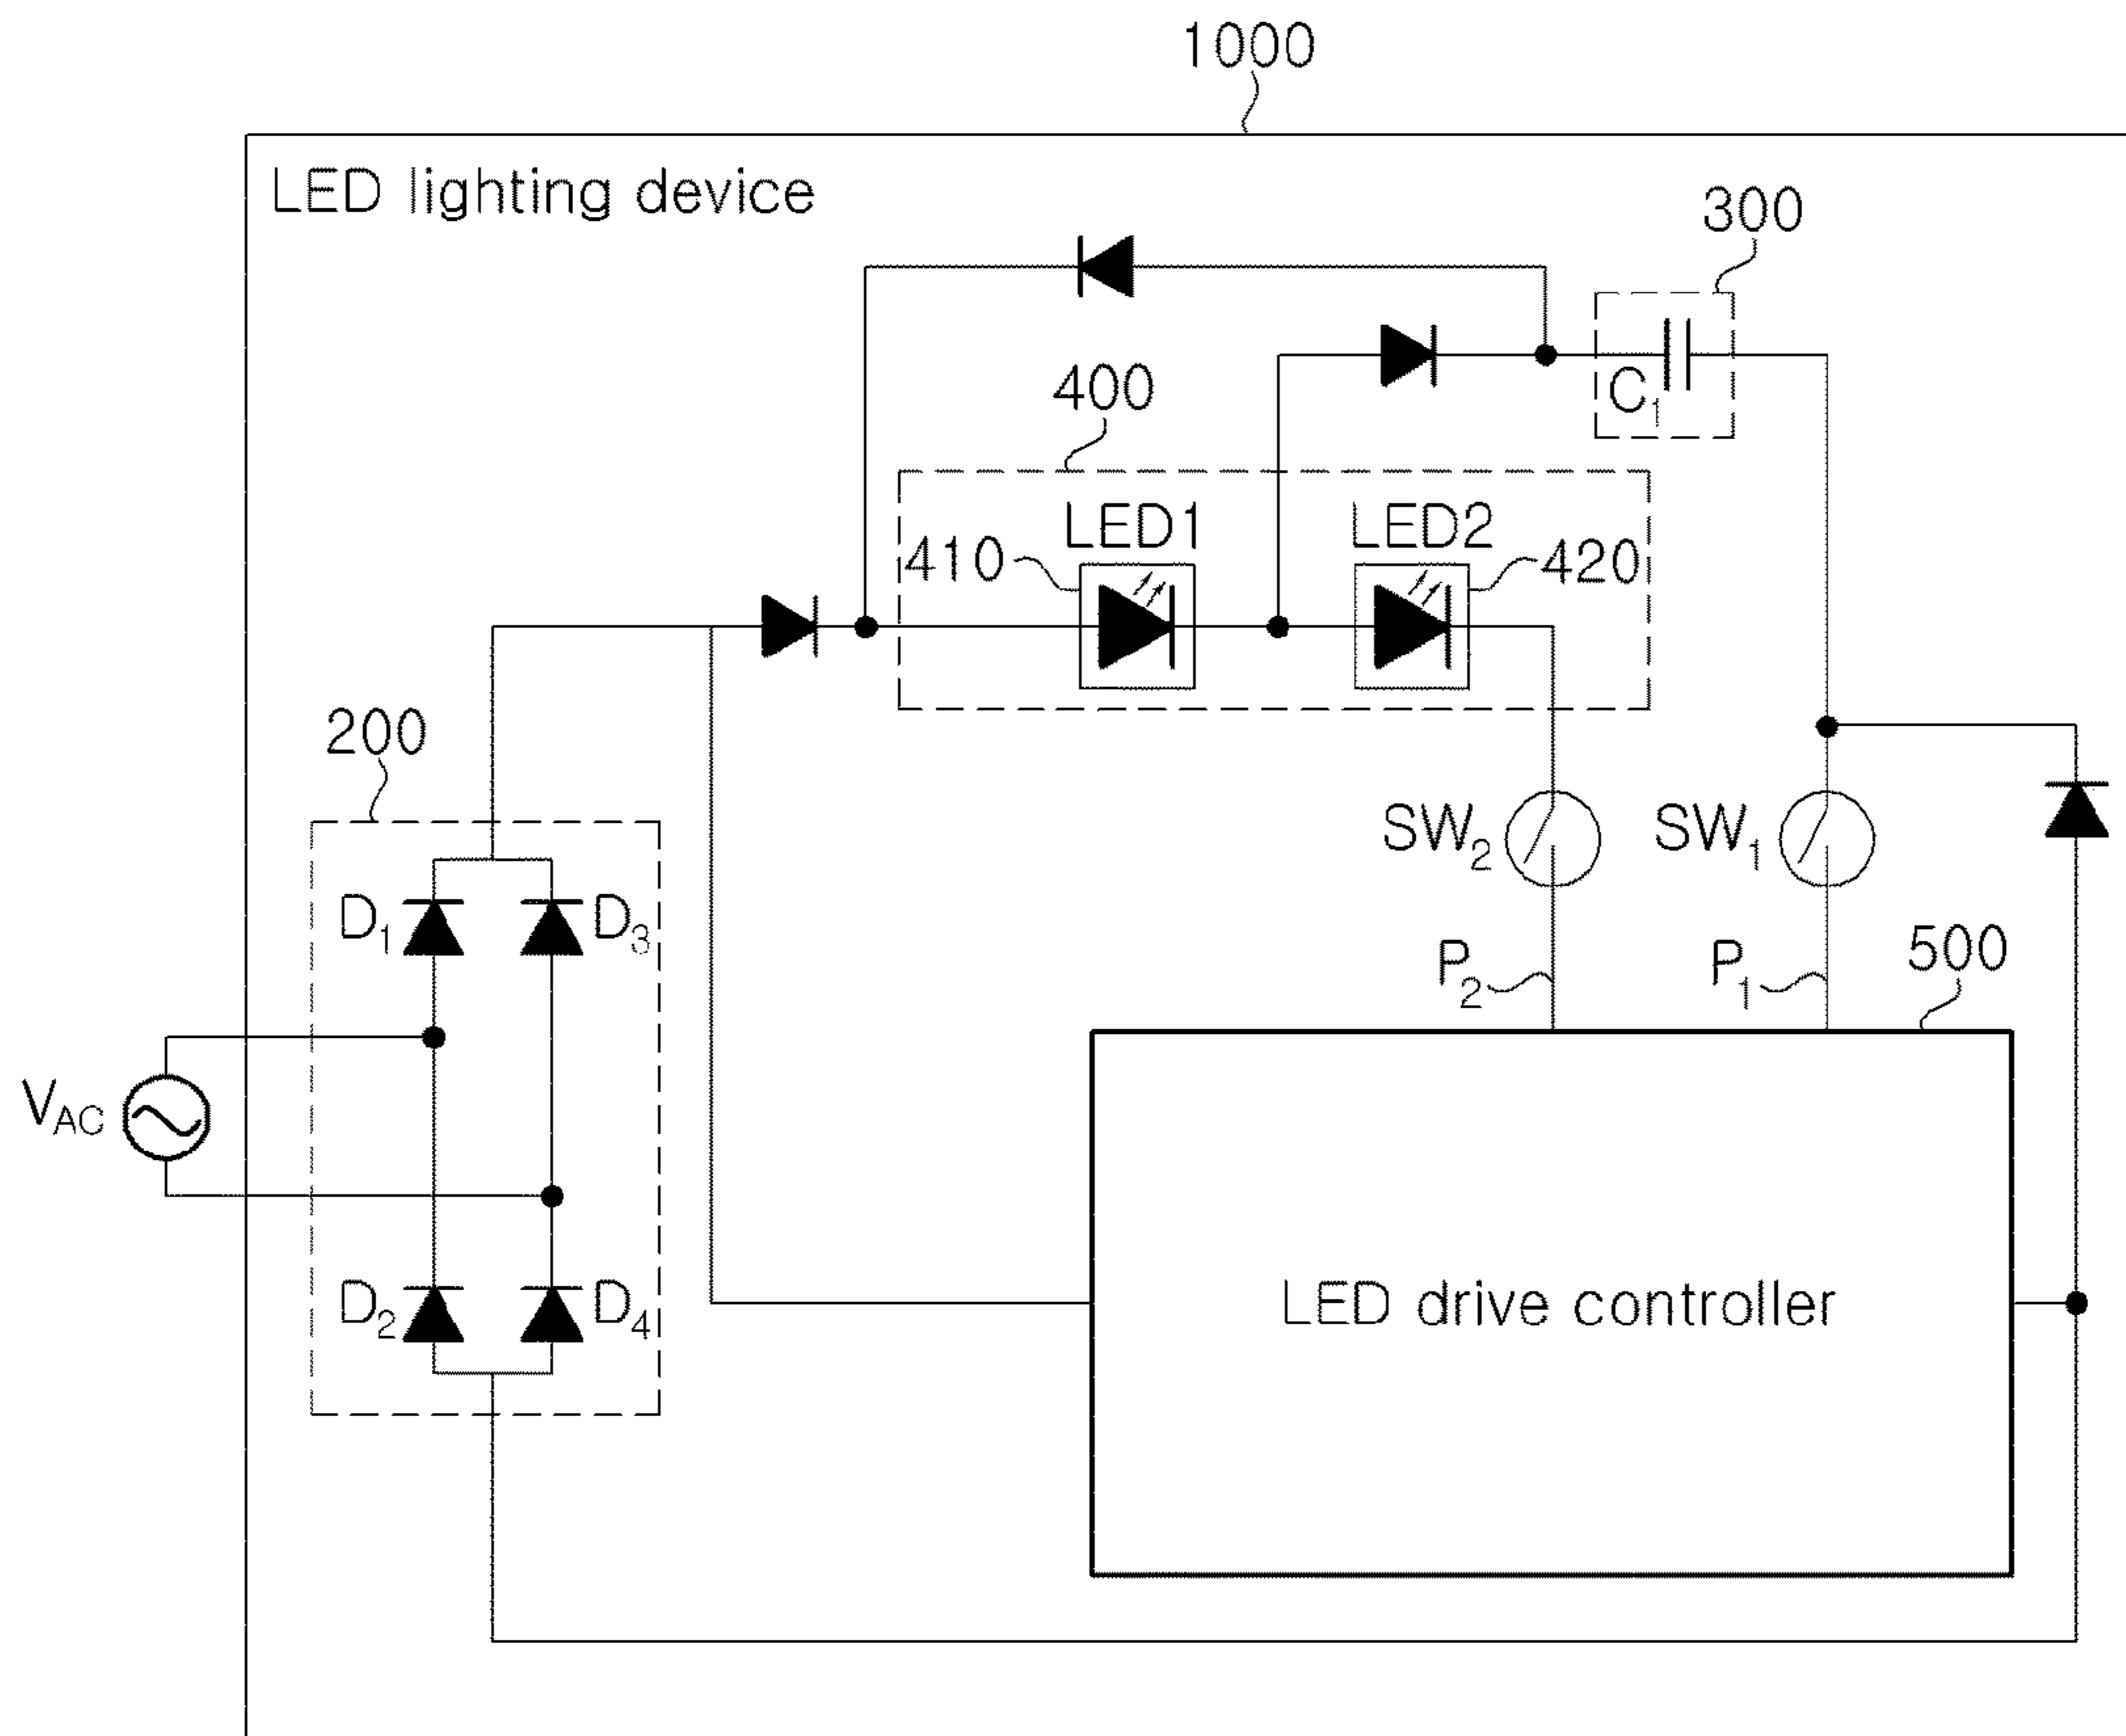 1000
LED lighting device
300
C1
400
LED1
LED2
410
420
200
SW2
SW1
D1
D3
P2
P1
500
VAC
D2
D4
LED drive controller